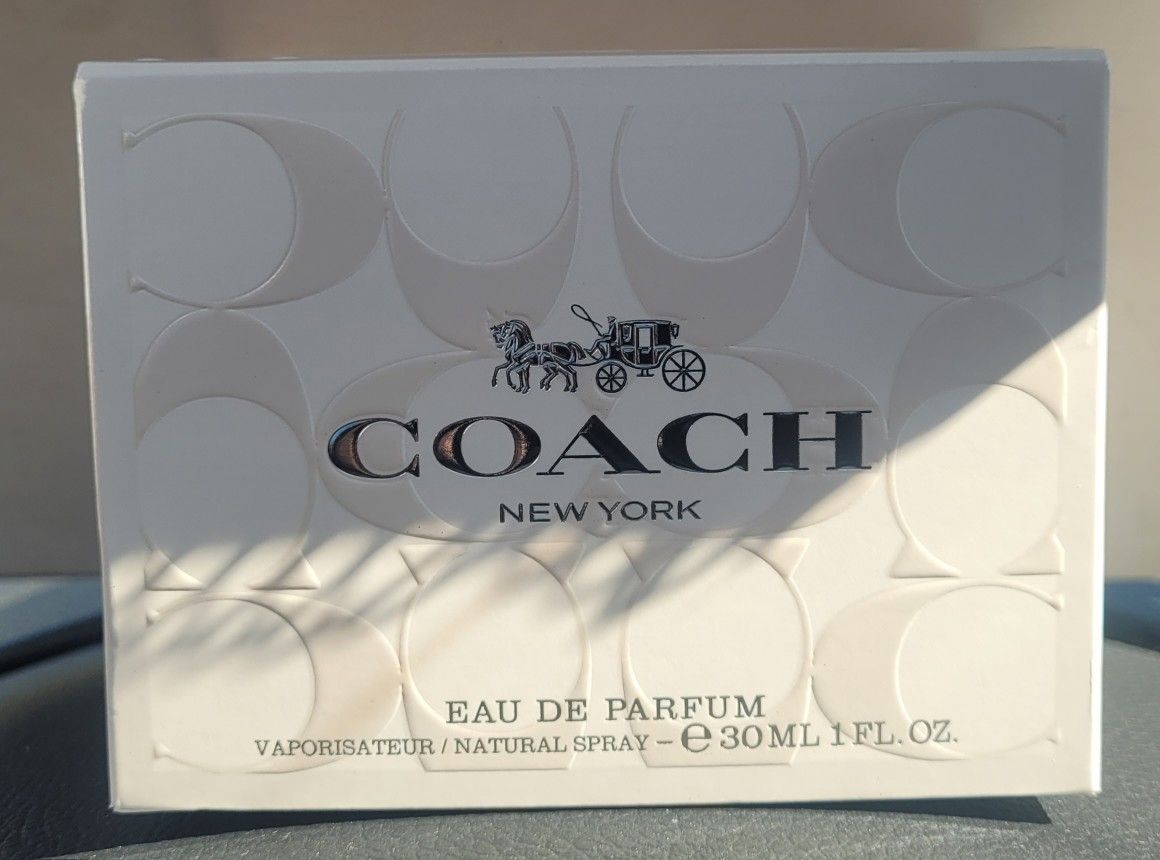 COACH
NEW YORK
EAU DE PARFUM
VAPORISATEUR / NATURAL SPRAY – ℮ 30 ML 1 FL. OZ.